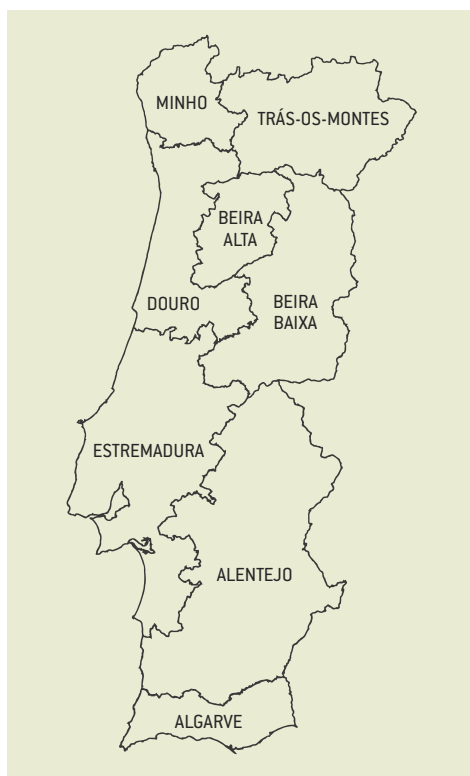 MINHO
TRÁS-OS-MONTES
BEIRA
ALTA
DOURO
BEIRA
BAIXA
ESTREMADURA
ALENTEJO
ALGARVE